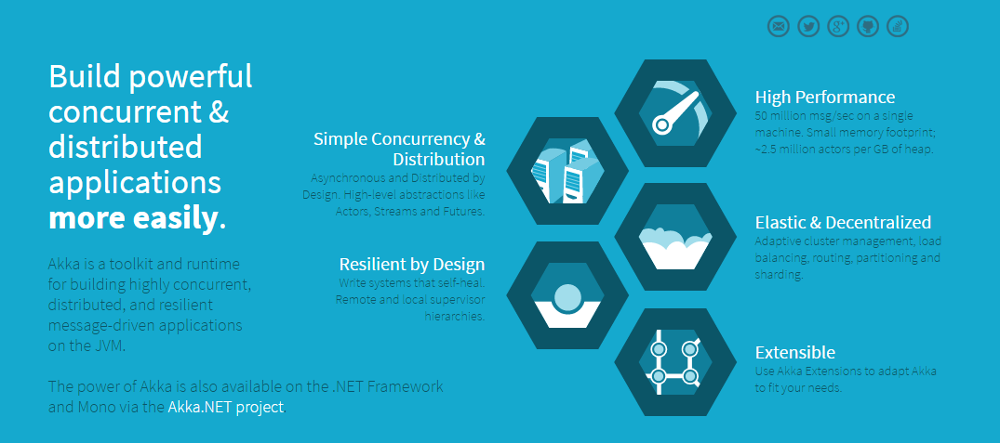 Build powerful
concurrent &
distributed
applications
more easily.
Akka is a toolkit and runtime
for building highly concurrent,
distributed, and resilient
message-driven applications
on the JVM.
The power of Akka is also available on the .NET Framework
and Mono via the Akka.NET project
Simple Concurrency &
Distribution
Asynchronous and Distributed by
Design. High-level abstractions like
Actors, Streams and Futures.
Resilient by Design
Write systems that self-heal.
Remote and local supervisor
hierarchies.
High Performance
50 million msg/sec on a single
machine. Small memory footprint;
~2.5 million actors per GB of heap.
Elastic & Decentralized
Adaptive cluster management, load
balancing, routing, partitioning and
sharding.
Extensible
Use Akka Extensions to adapt Akka
to fit your needs.